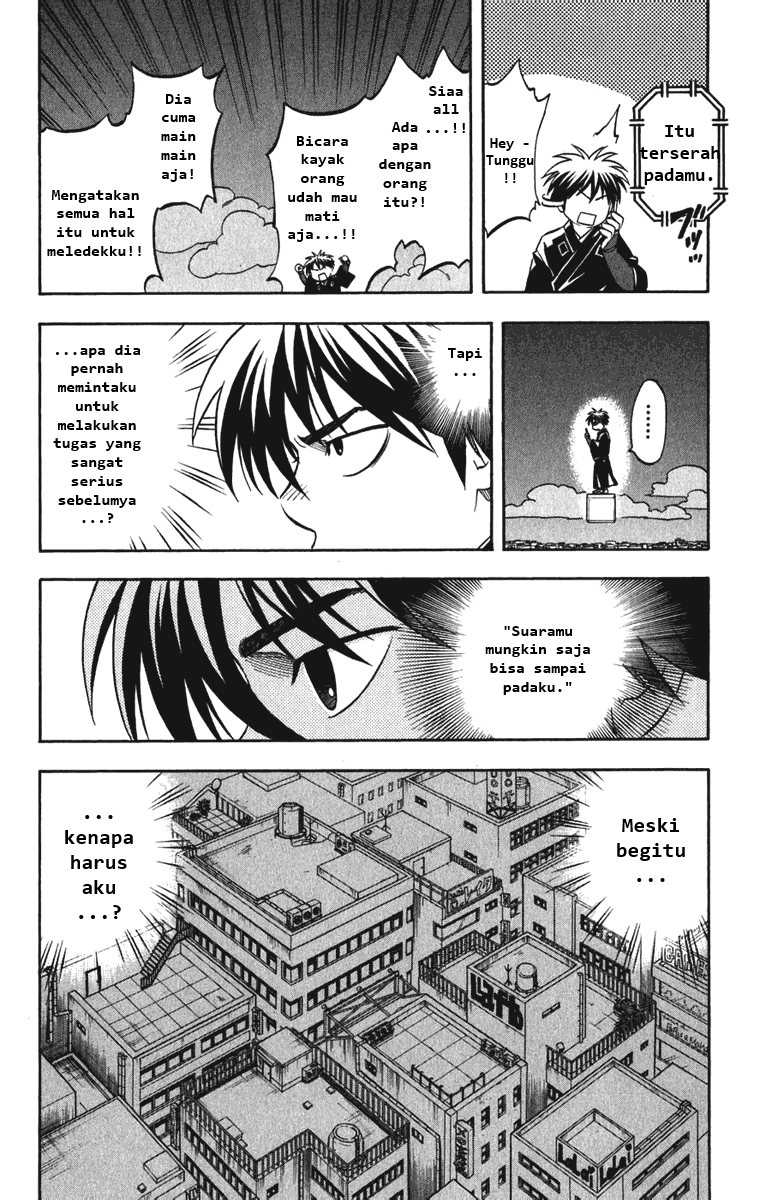 Itu
terserah
padamu.
Hey -
Tunggu
!!
Siaa
all
...!!
Ada
apa
dengan
orang
itu?!
Bicara
kayak
orang
udah mau
mati
aja...!!
Dia
cuma
main
main
aja!
Mengatakan
semua hal
itu untuk
meledekku!!
......
Tapi
...
...apa dia
pernah
memintaku
untuk
melakukan
tugas yang
sangat
serius
sebelumya
...?
"Suaramu
mungkin saja
bisa sampai
padaku."
Meski
begitu
...
...
kenapa
harus
aku
...?